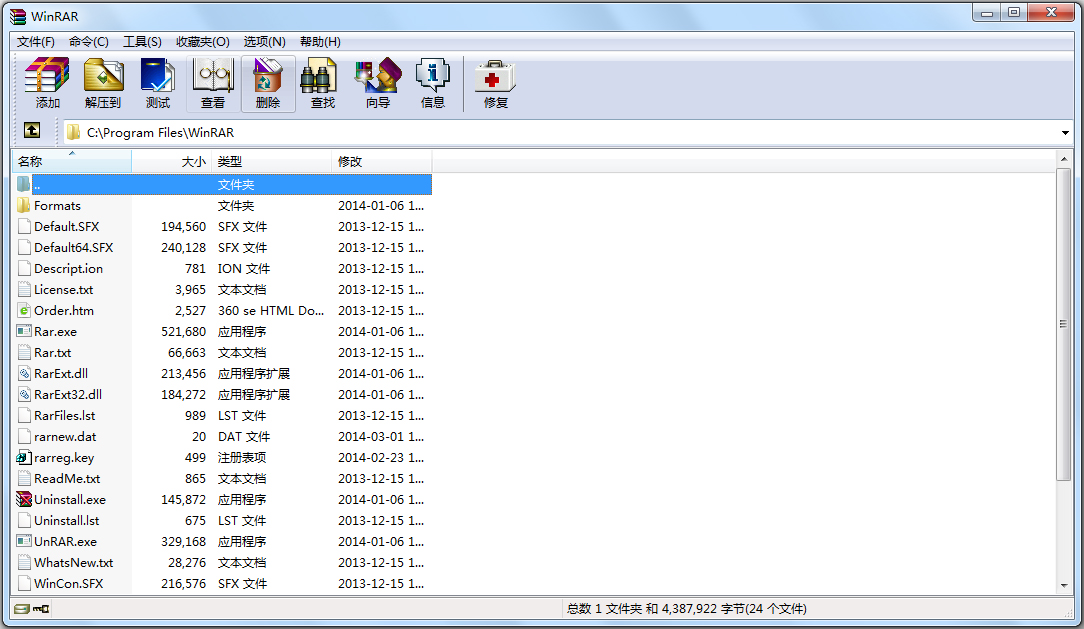 WinRAR
文件(F) 命令(C) 工具(S) 收藏夹(O) 选项(N) 帮助(H)
添加 解压到 测试 查看 删除 查找 向导 信息 修复
C:\Program Files\WinRAR
名称 大小 类型 修改
.. 文件夹
Formats 文件夹 2014-01-06 1...
Default.SFX 194,560 SFX 文件 2013-12-15 1...
Default64.SFX 240,128 SFX 文件 2013-12-15 1...
Descript.ion 781 ION 文件 2013-12-15 1...
License.txt 3,965 文本文档 2013-12-15 1...
Order.htm 2,527 360 se HTML Do... 2013-12-15 1...
Rar.exe 521,680 应用程序 2014-01-06 1...
Rar.txt 66,663 文本文档 2013-12-15 1...
RarExt.dll 213,456 应用程序扩展 2014-01-06 1...
RarExt32.dll 184,272 应用程序扩展 2014-01-06 1...
RarFiles.lst 989 LST 文件 2013-12-15 1...
rarnew.dat 20 DAT 文件 2014-03-01 1...
rarreg.key 499 注册表项 2014-02-23 1...
ReadMe.txt 865 文本文档 2013-12-15 1...
Uninstall.exe 145,872 应用程序 2014-01-06 1...
Uninstall.lst 675 LST 文件 2013-12-15 1...
UnRAR.exe 329,168 应用程序 2014-01-06 1...
WhatsNew.txt 28,276 文本文档 2013-12-15 1...
WinCon.SFX 216,576 SFX 文件 2013-12-15 1...
总数 1 文件夹 和 4,387,922 字节(24 个文件)